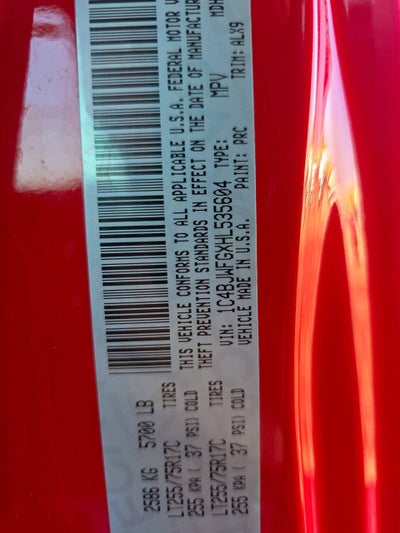 2586 KG 5700 LB
LT255/75R17C TIRES
255 KPA ( 37 PSI) COLD
LT255/75R17C TIRES
255 KPA ( 37 PSI) COLD
THIS VEHICLE CONFORMS TO ALL APPLICABLE U.S.A. FEDERAL MOTOR
THEFT PREVENTION STANDARDS IN EFFECT ON THE DATE OF MANUFACTUR
VIN: 1C4BJWFGXHL535604 TYPE: MPV MDH
VEHICLE MADE IN U.S.A. PAINT: PRC TRIM: ALX9